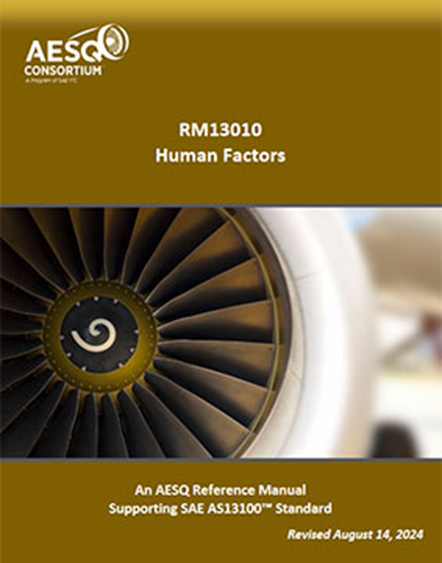 AESQ
CONSORTIUM™
A Program of SAE ITC
RM13010
Human Factors
An AESQ Reference Manual
Supporting SAE AS13100™ Standard
Revised August 14, 2024